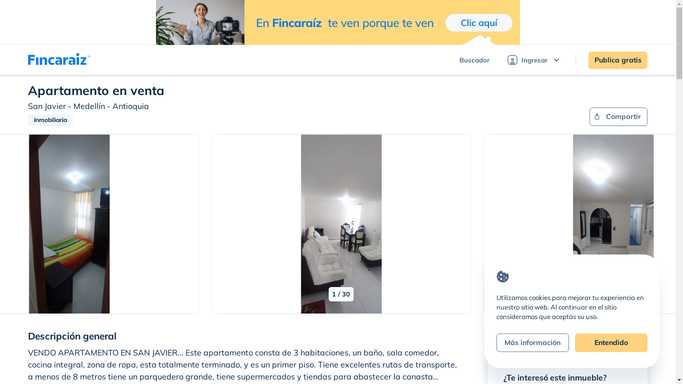 En Fincaraíz te ven porque te ven
Clic aquí
Fıncaraiz
Buscador
Ingresar
Publica gratis
Apartamento en venta
San Javier - Medellín - Antioquia
Inmobiliaria
Compartir
1 / 30
Utilizamos cookies para mejorar tu experiencia en
nuestro sitio web. Al continuar en el sitio
consideramos que aceptas su uso.
Más información
Entendido
Descripción general
VENDO APARTAMENTO EN SAN JAVIER... Este apartamento consta de 3 habitaciones, un baño, sala comedor,
cocina integral, zona de ropa, esta totalmente terminado, y es un primer piso. Tiene excelentes rutas de transporte,
a menos de 8 metros tiene un parquedero grande, tiene supermercados y tiendas para abastecer la canasta...
¿Te interesó este inmueble?